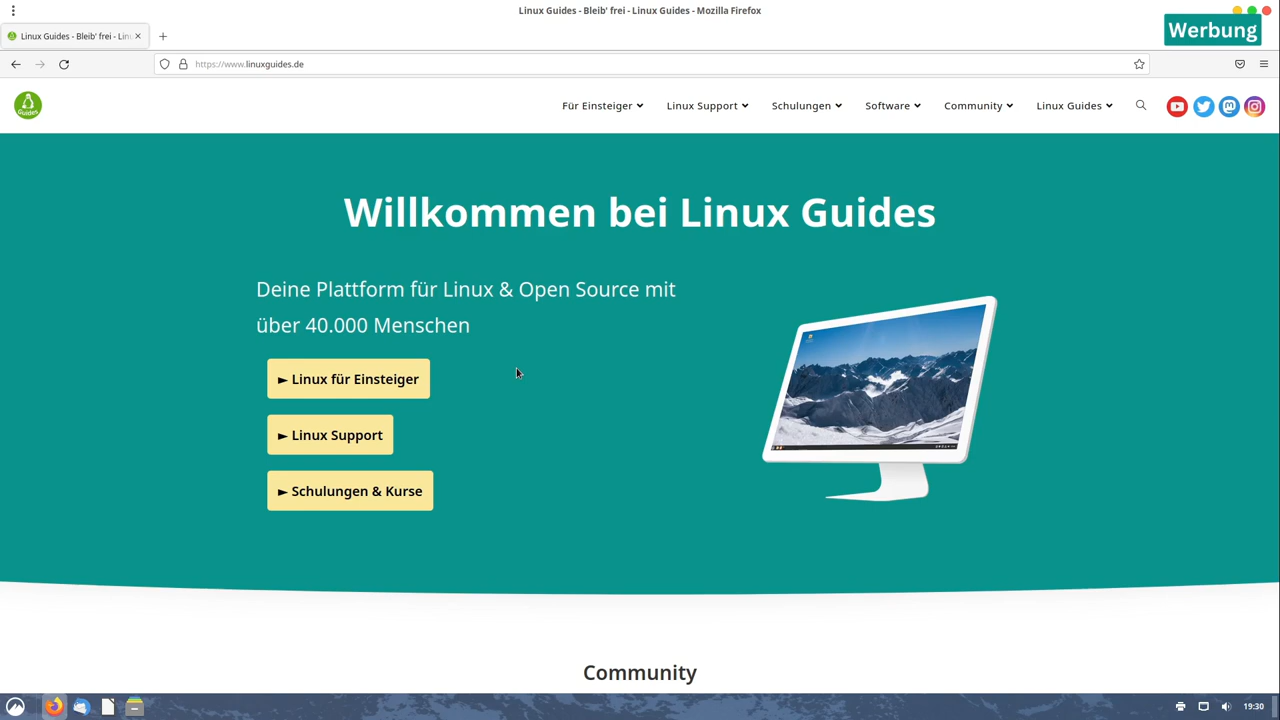 Linux Guides - Bleib' frei - Linux Guides - Mozilla Firefox
Linux Guides - Bleib' frei - Lin
Werbung
https://www.linuxguides.de
Guides
Für Einsteiger
Linux Support
Schulungen
Software
Community
Linux Guides
Willkommen bei Linux Guides
Deine Plattform für Linux & Open Source mit
über 40.000 Menschen
► Linux für Einsteiger
► Linux Support
► Schulungen & Kurse
Community
19:30